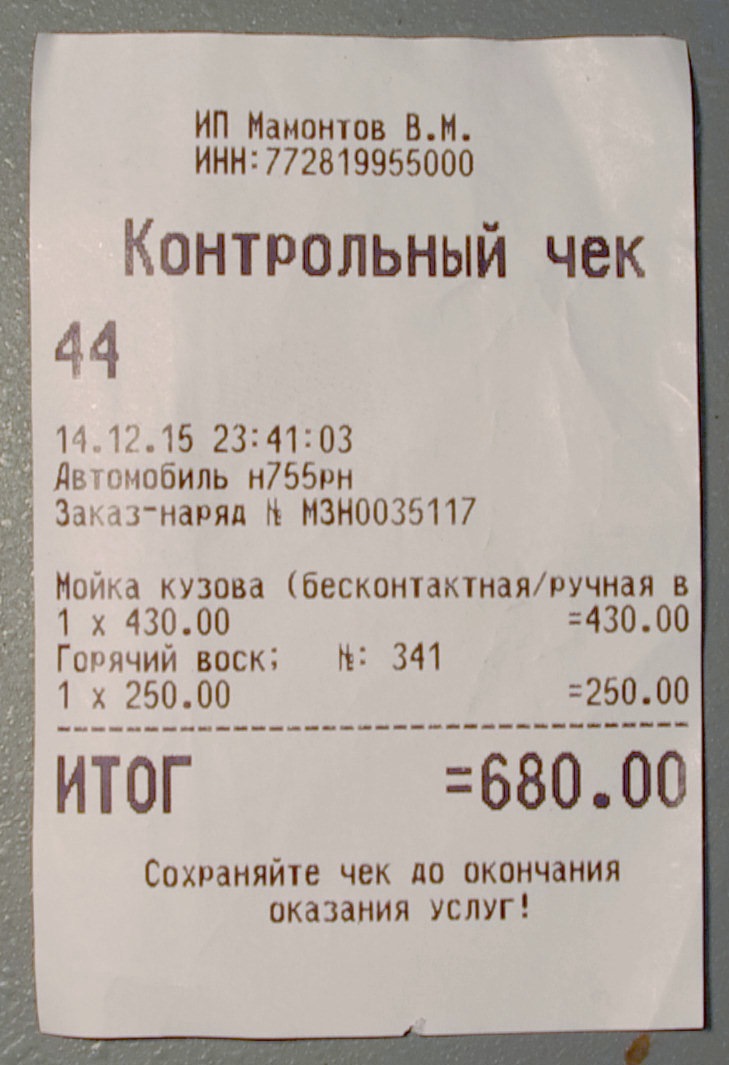 ИП Мамонтов В.М.
ИНН:772819955000
Контрольный чек
44
14.12.15 23:41:03
Автомобиль н755рн
Заказ-наряд № МЗН0035117
Мойка кузова (бесконтактная/ручная в
1 x 430.00 =430.00
Горячий воск; №: 341
1 x 250.00 =250.00
ИТОГ =680.00
Сохраняйте чек до окончания
оказания услуг!